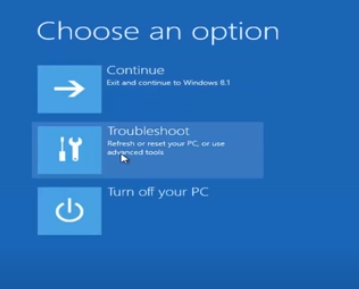 Choose an option
Continue
Exit and continue to Windows 8.1
Troubleshoot
Refresh or reset your PC, or use
advanced tools
Turn off your PC